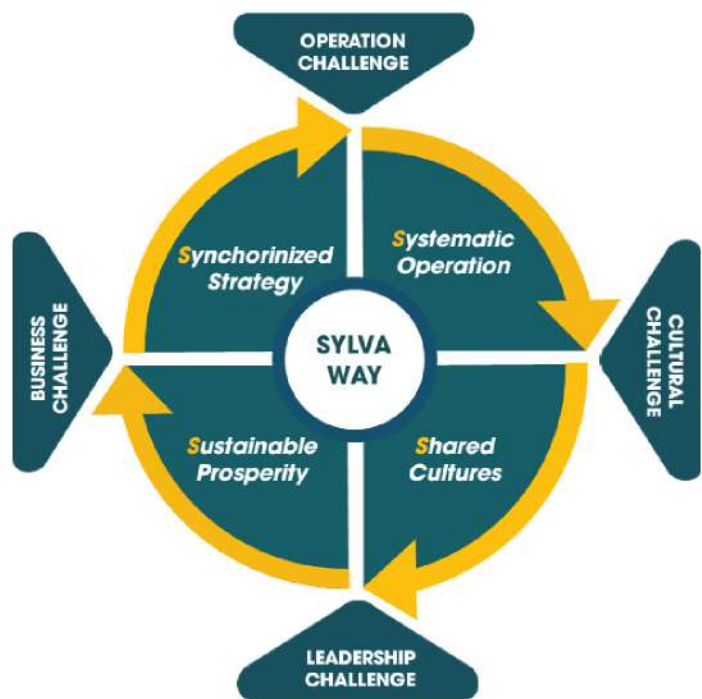 OPERATION
CHALLENGE
Synchorinized
Strategy
Systematic
Operation
BUSINESS
CHALLENGE
SYLVA
WAY
CULTURAL
CHALLENGE
Sustainable
Prosperity
Shared
Cultures
LEADERSHIP
CHALLENGE